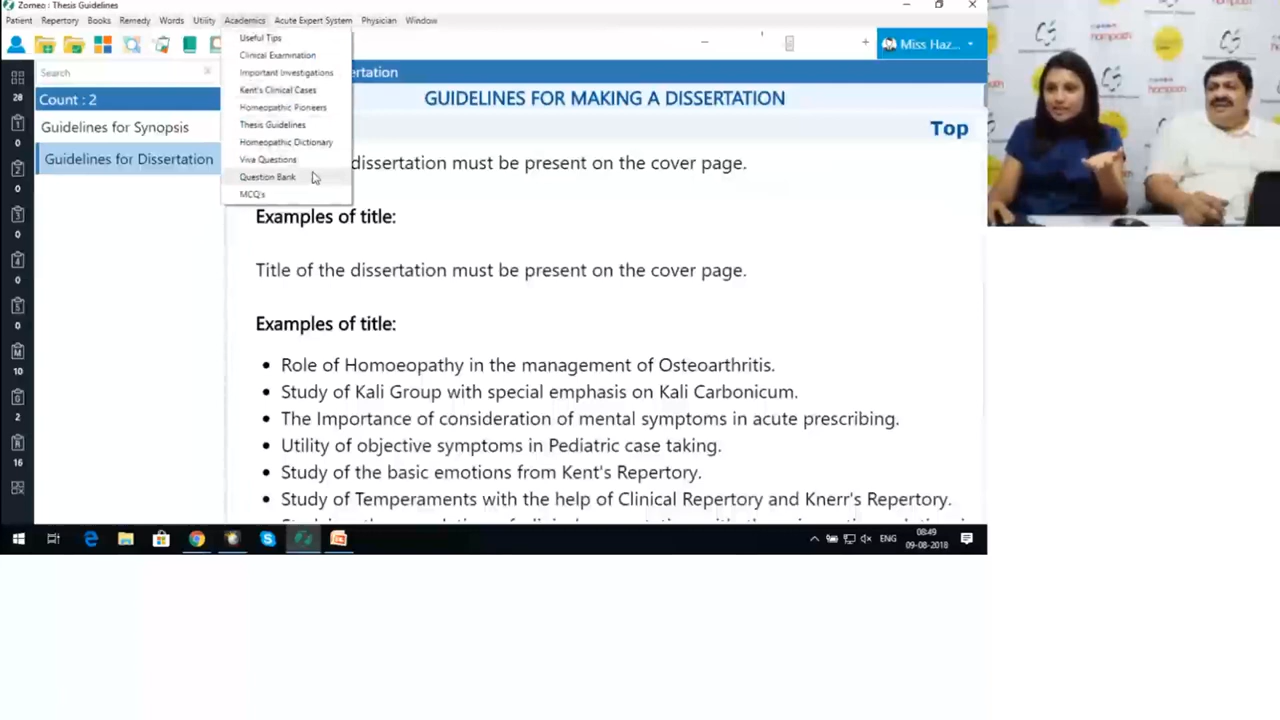 Zomeo : Thesis Guidelines
Patient Repertory Books Remedy Words Utility Academics Acute Expert System Physician Window
Miss Haz...
Useful Tips
Clinical Examination
Important Investigations
Kent's Clinical Cases
Homeopathic Pioneers
Thesis Guidelines
Homeopathic Dictionary
Viva Questions
Question Bank
MCQ's
28
1
0
2
0
3
0
4
0
5
0
M
10
G
2
R
16
Search
Count : 2
Guidelines for Synopsis
Guidelines for Dissertation
ertation
GUIDELINES FOR MAKING A DISSERTATION
Top
dissertation must be present on the cover page.
Examples of title:
Title of the dissertation must be present on the cover page.
Examples of title:
• Role of Homoeopathy in the management of Osteoarthritis.
• Study of Kali Group with special emphasis on Kali Carbonicum.
• The Importance of consideration of mental symptoms in acute prescribing.
• Utility of objective symptoms in Pediatric case taking.
• Study of the basic emotions from Kent's Repertory.
• Study of Temperaments with the help of Clinical Repertory and Knerr's Repertory.
ENG
08:49
09-08-2018